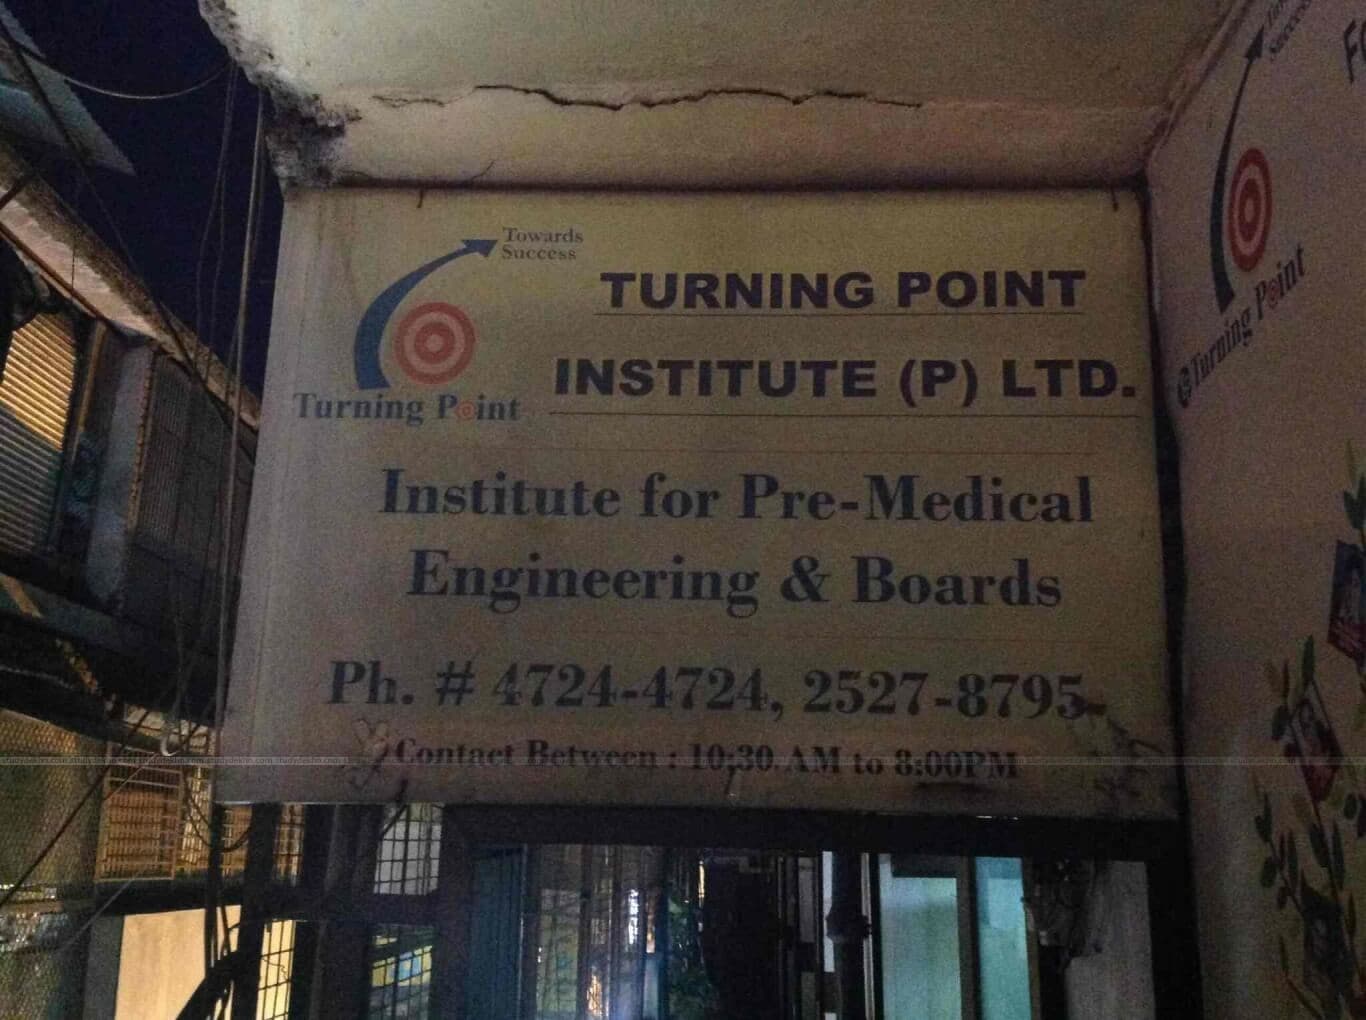 Towards
Success
Turning Point
TURNING POINT
INSTITUTE (P) LTD.
Institute for Pre-Medical
Engineering & Boards
Ph. # 4724-4724, 2527-8795
Contact Between : 10:30 AM to 8:00PM
Success
Turning Point